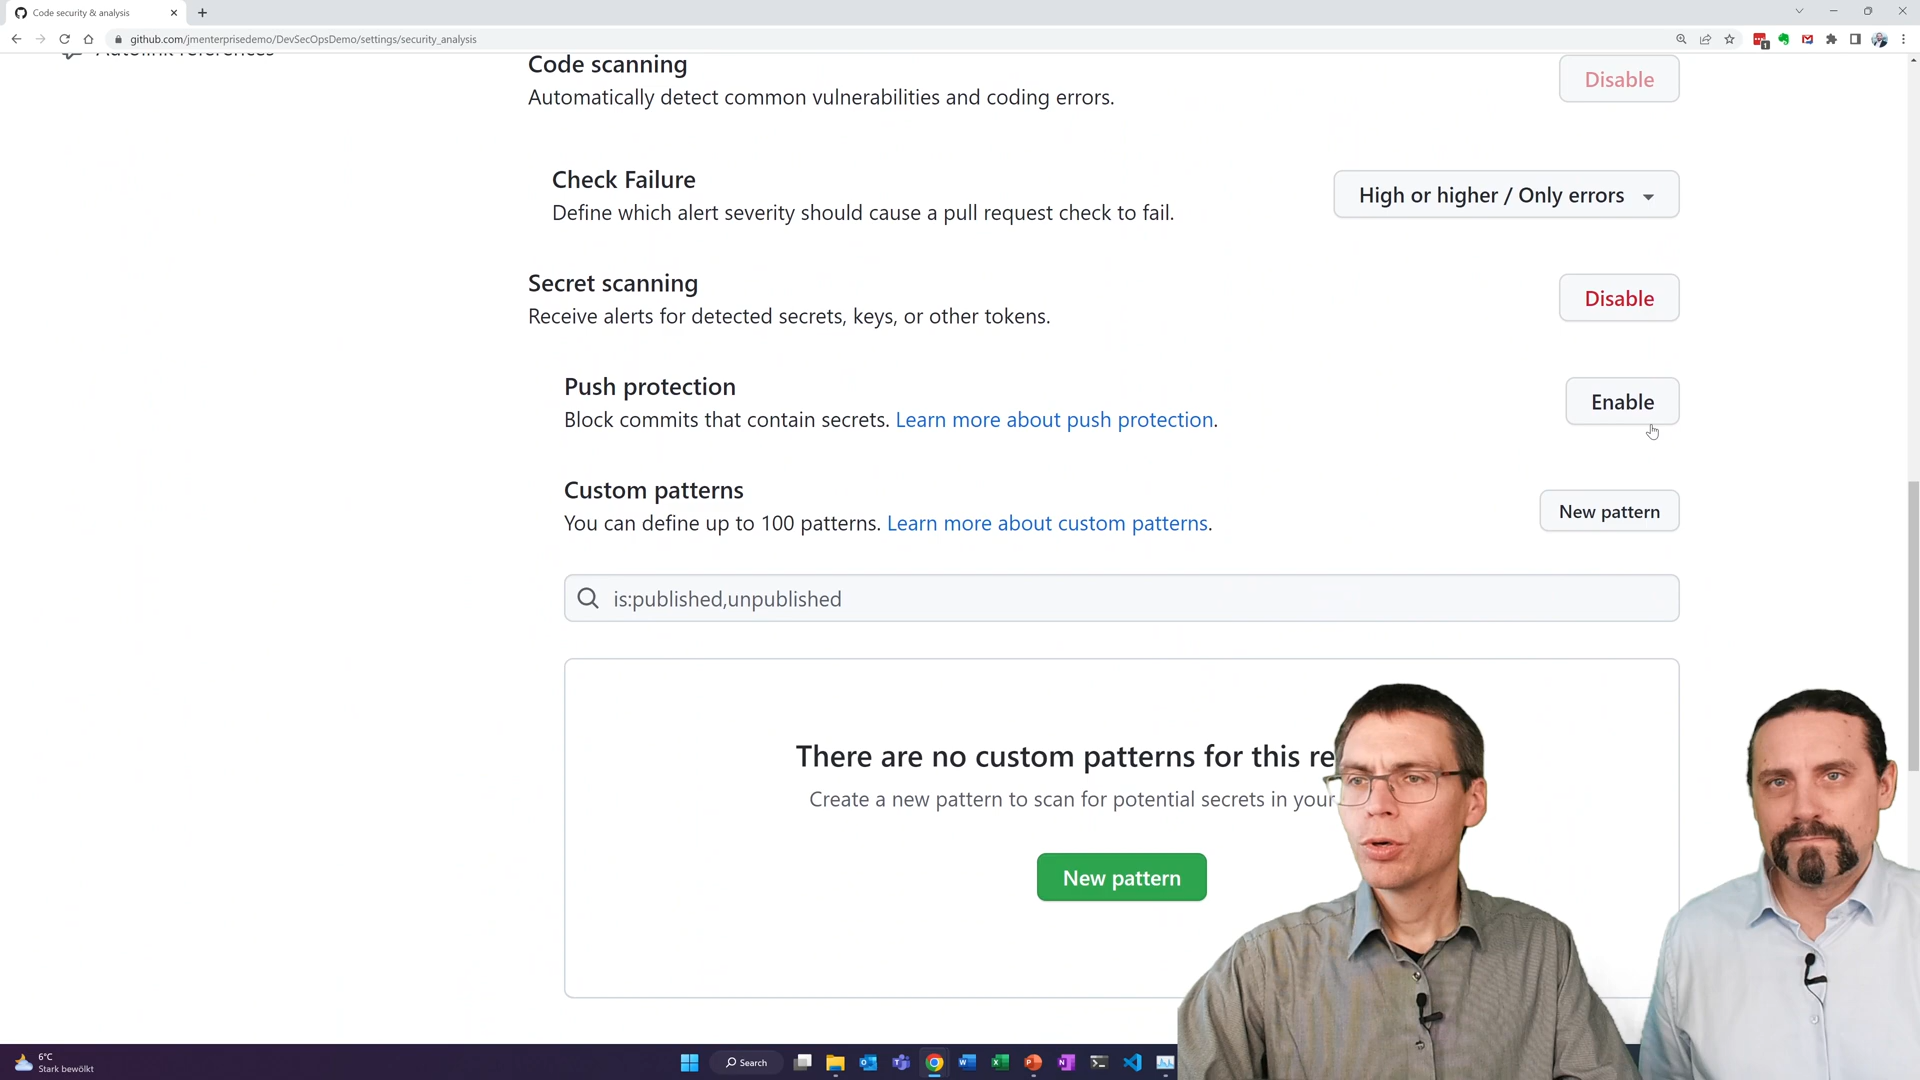 Code security & analysis
github.com/jmenterprisedemo/DevSecOpsDemo/settings/security_analysis
Autolink references
Code scanning
Disable
Automatically detect common vulnerabilities and coding errors.
Check Failure
High or higher / Only errors
Define which alert severity should cause a pull request check to fail.
Secret scanning
Disable
Receive alerts for detected secrets, keys, or other tokens.
Push protection
Enable
Block commits that contain secrets. Learn more about push protection.
Custom patterns
New pattern
You can define up to 100 patterns. Learn more about custom patterns.
is:published,unpublished
There are no custom patterns for this re
Create a new pattern to scan for potential secrets in your
New pattern
6°C
Stark bewölkt
Search